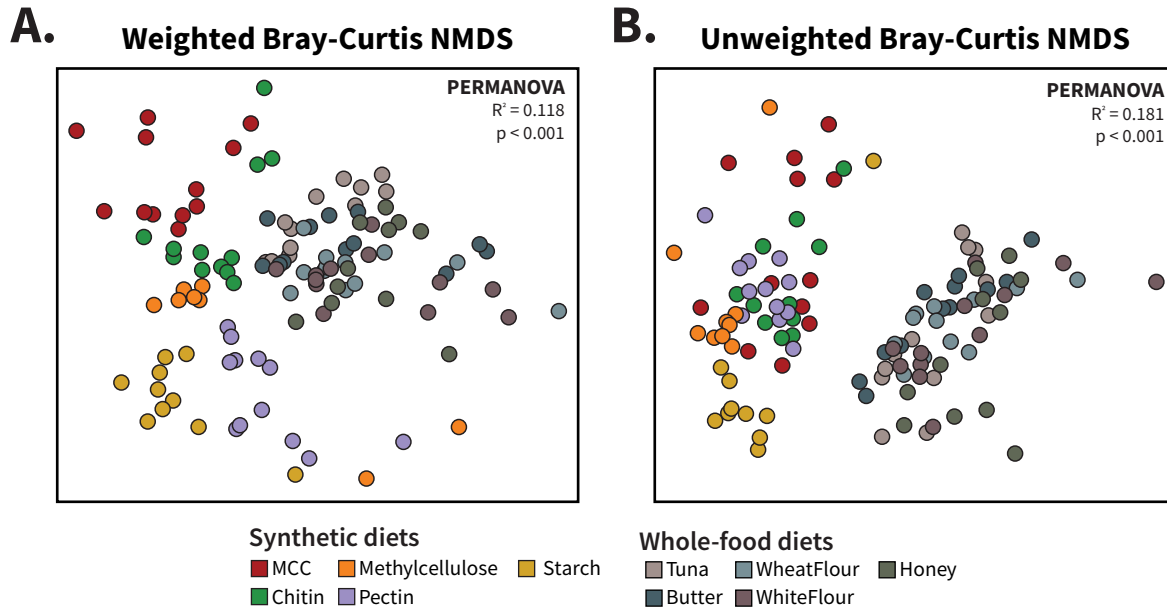 A. Weighted Bray-Curtis NMDS
PERMANOVA
R² = 0.118
p < 0.001
B. Unweighted Bray-Curtis NMDS
PERMANOVA
R² = 0.181
p < 0.001
Synthetic diets
MCC Methylcellulose Starch
Chitin Pectin
Whole-food diets
Tuna WheatFlour Honey
Butter WhiteFlour